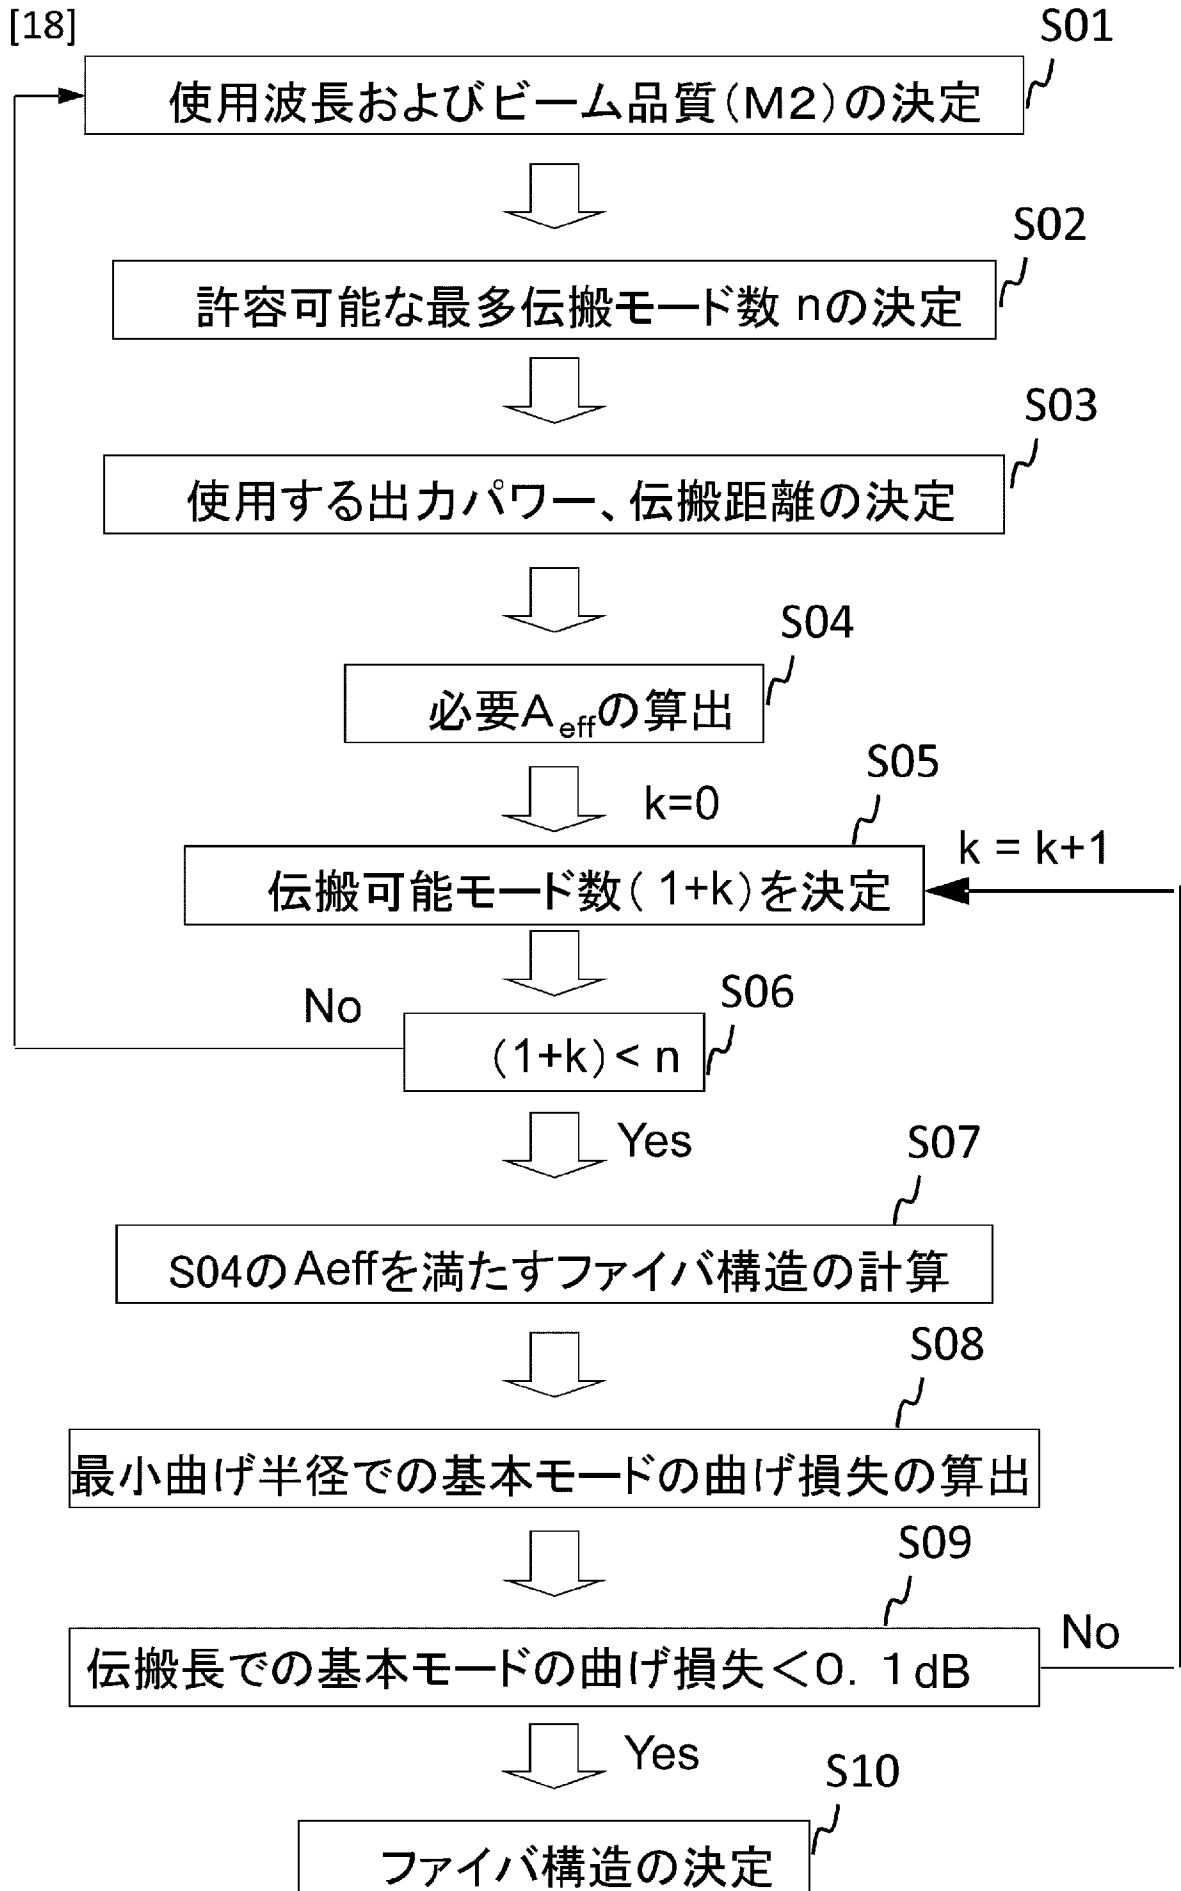 [18]
S01
使用波長およびビーム品質(M2)の決定
S02
許容可能な最多伝搬モード数 nの決定
S03
使用する出力パワー、伝搬距離の決定
S04
必要Aeffの算出
k=0
S05
k = k+1
伝搬可能モード数(1+k)を決定
No
S06
(1+k)< n
Yes
S07
S04のAeffを満たすファイバ構造の計算
S08
最小曲げ半径での基本モードの曲げ損失の算出
S09
伝搬長での基本モードの曲げ損失<0.1dB
No
Yes
S10
ファイバ構造の決定